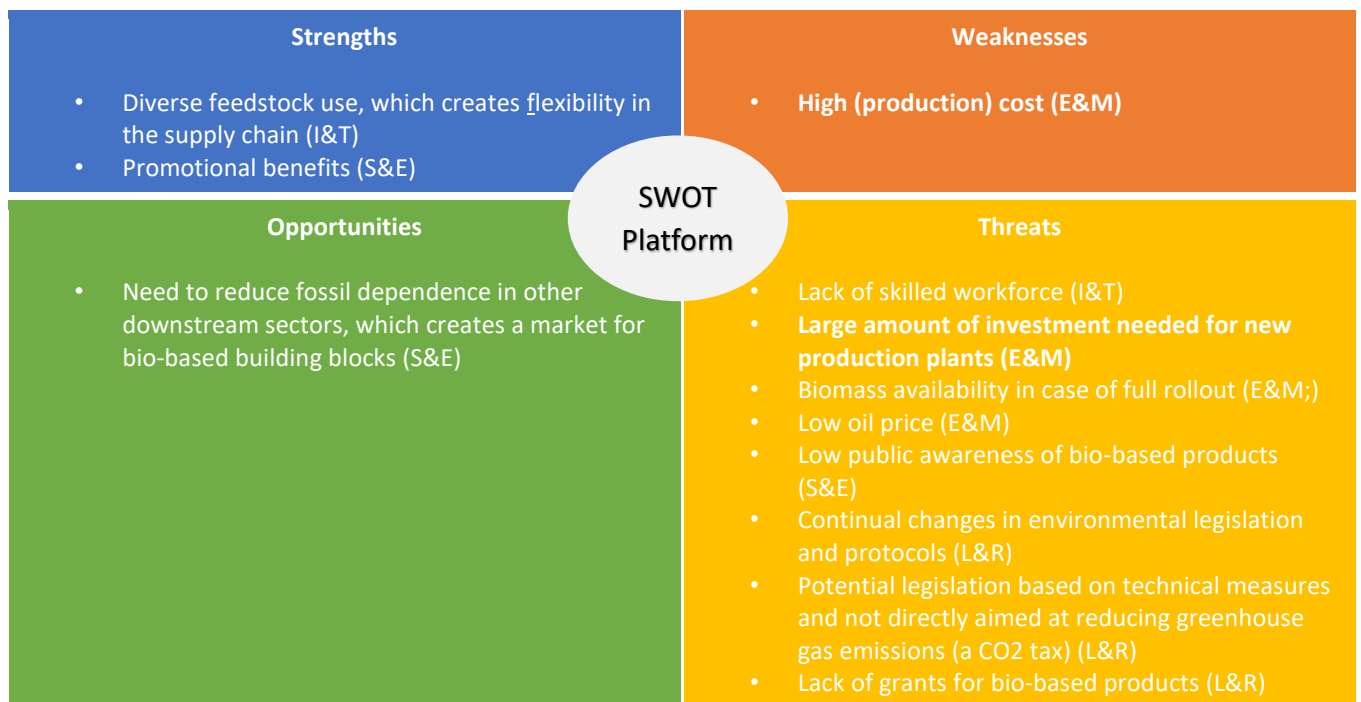 Strengths
• Diverse feedstock use, which creates flexibility in
the supply chain (I&T)
• Promotional benefits (S&E)
Weaknesses
• High (production) cost (E&M)
SWOT
Platform
Opportunities
• Need to reduce fossil dependence in other
downstream sectors, which creates a market for
bio-based building blocks (S&E)
Threats
• Lack of skilled workforce (I&T)
• Large amount of investment needed for new
production plants (E&M)
• Biomass availability in case of full rollout (E&M;)
• Low oil price (E&M)
• Low public awareness of bio-based products
(S&E)
• Continual changes in environmental legislation
and protocols (L&R)
• Potential legislation based on technical measures
and not directly aimed at reducing greenhouse
gas emissions (a CO2 tax) (L&R)
• Lack of grants for bio-based products (L&R)